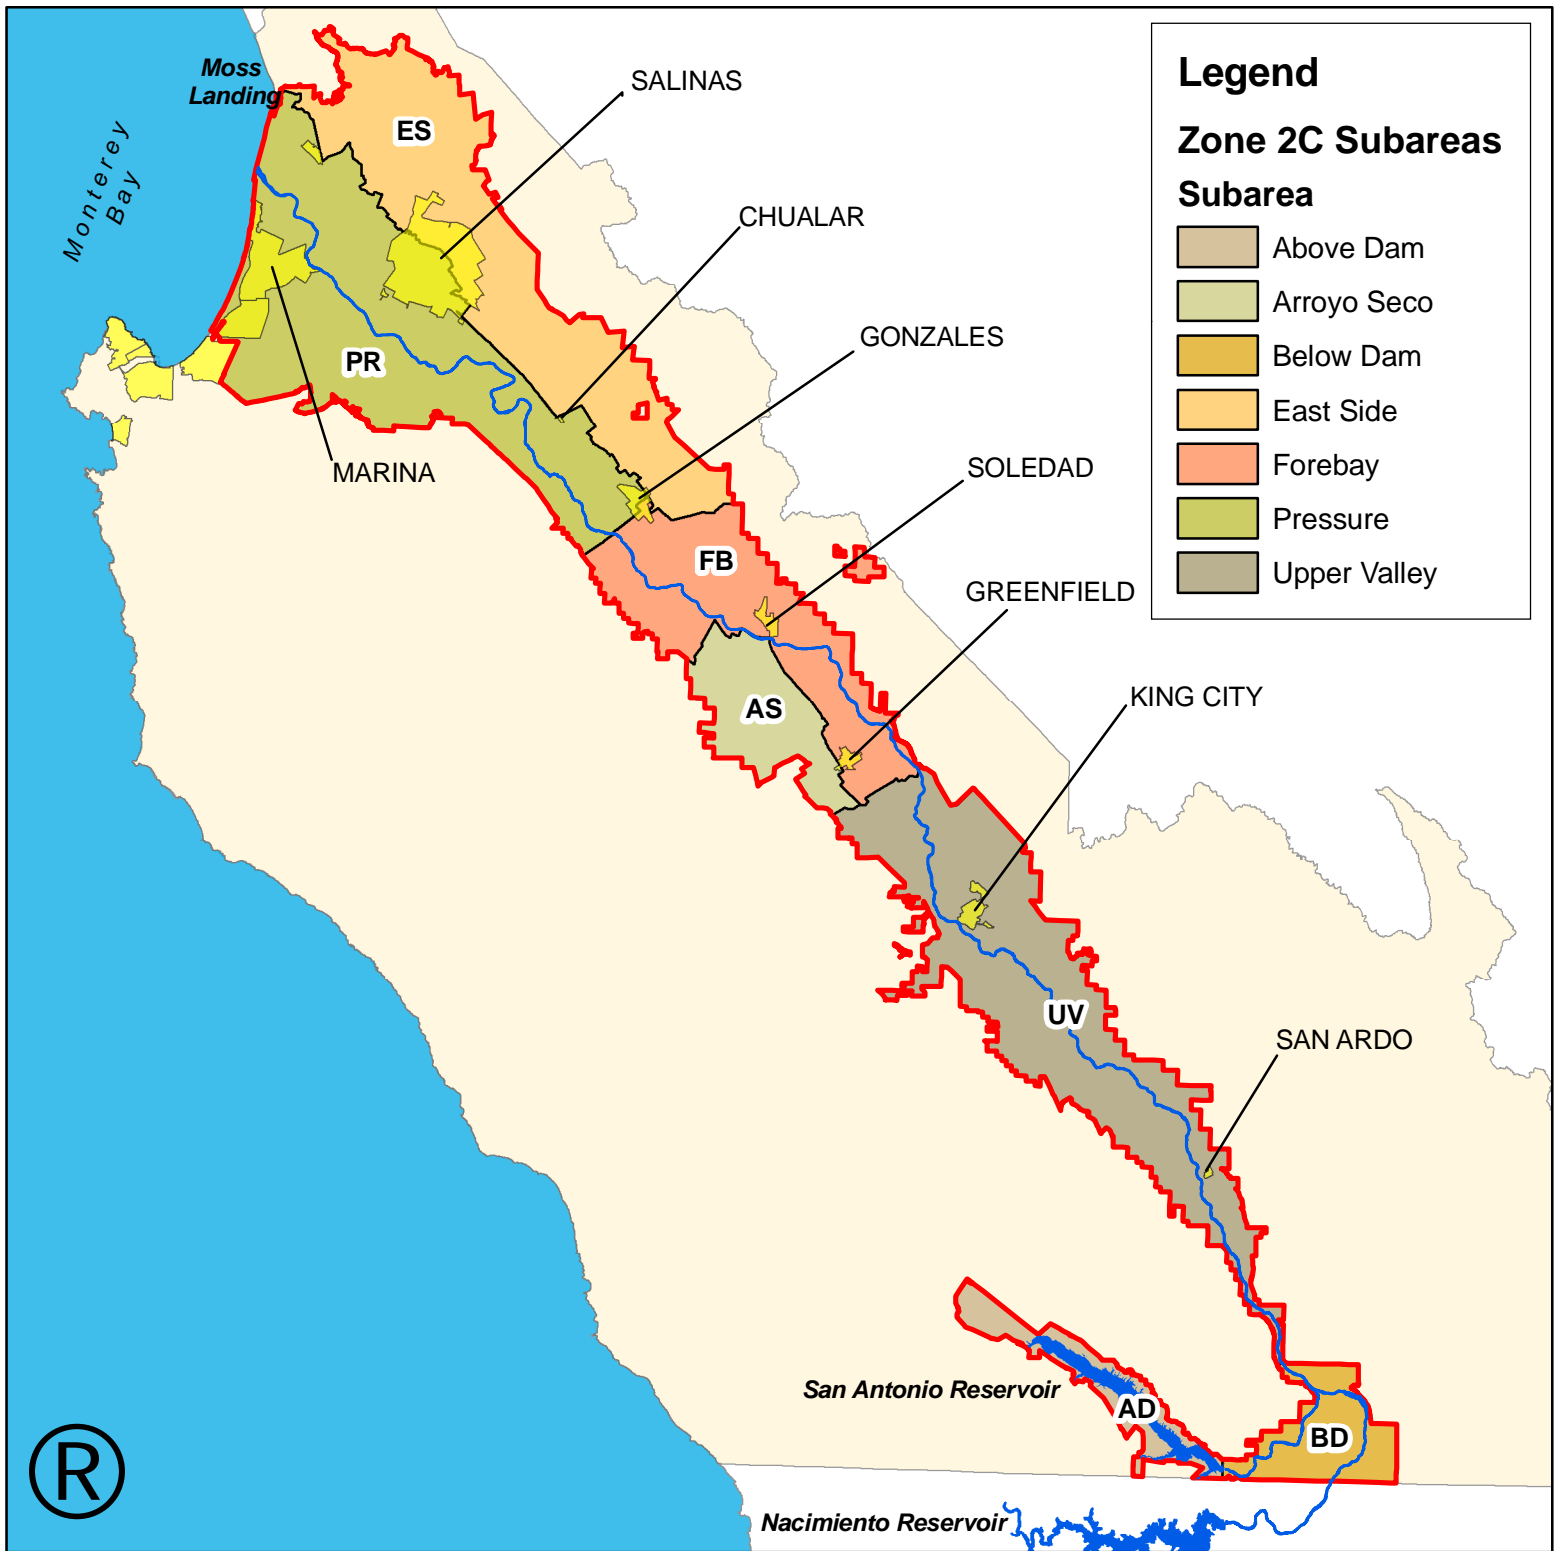 Moss
Landing
SALINAS
ES
Monterey
Bay
CHUALAR
GONZALES
PR
MARINA
SOLEDAD
FB
GREENFIELD
AS
KING CITY
UV
SAN ARDO
San Antonio Reservoir
AD
BD
Nacimiento Reservoir
R
Legend
Zone 2C Subareas
Subarea
Above Dam
Arroyo Seco
Below Dam
East Side
Forebay
Pressure
Upper Valley